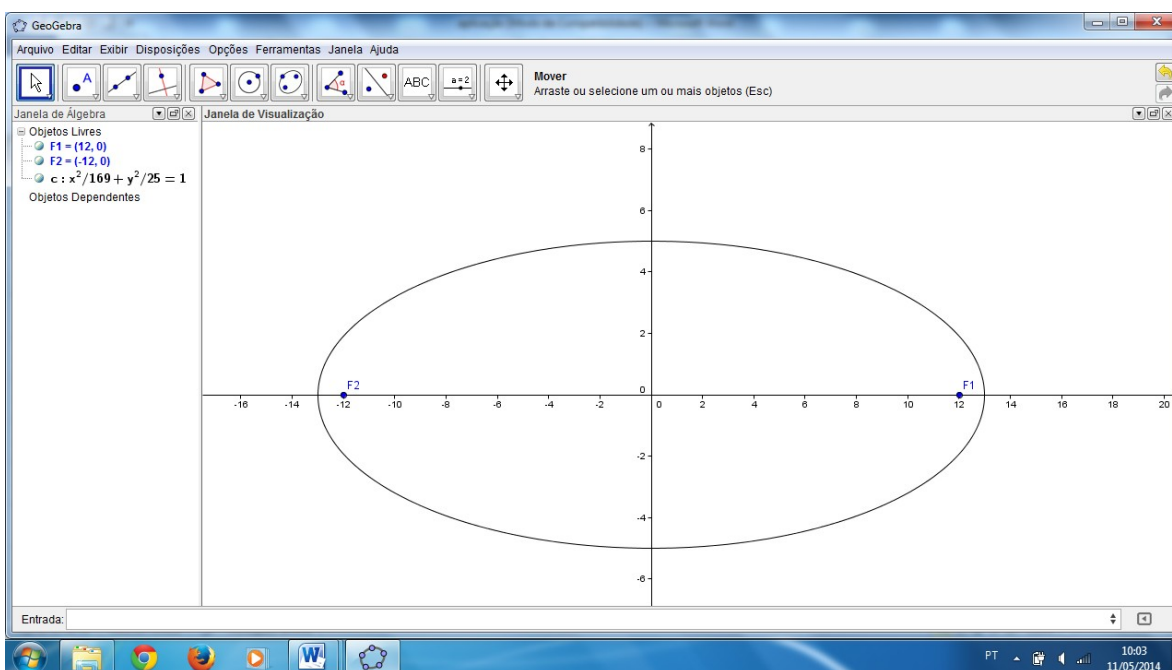 GeoGebra
Arquivo Editar Exibir Disposições Opções Ferramentas Janela Ajuda
A
α
ABC
a=2
Mover
Arraste ou selecione um ou mais objetos (Esc)
Janela de Álgebra
Objetos Livres
F1 = (12, 0)
F2 = (-12, 0)
c : x²/169 + y²/25 = 1
Objetos Dependentes
Janela de Visualização
8
6
4
2
0
-2
-4
-6
-16 -14 -12 -10 -8 -6 -4 -2 0 2 4 6 8 10 12 14 16 18 20
F2
F1
Entrada:
W
PT
10:03
11/05/2014